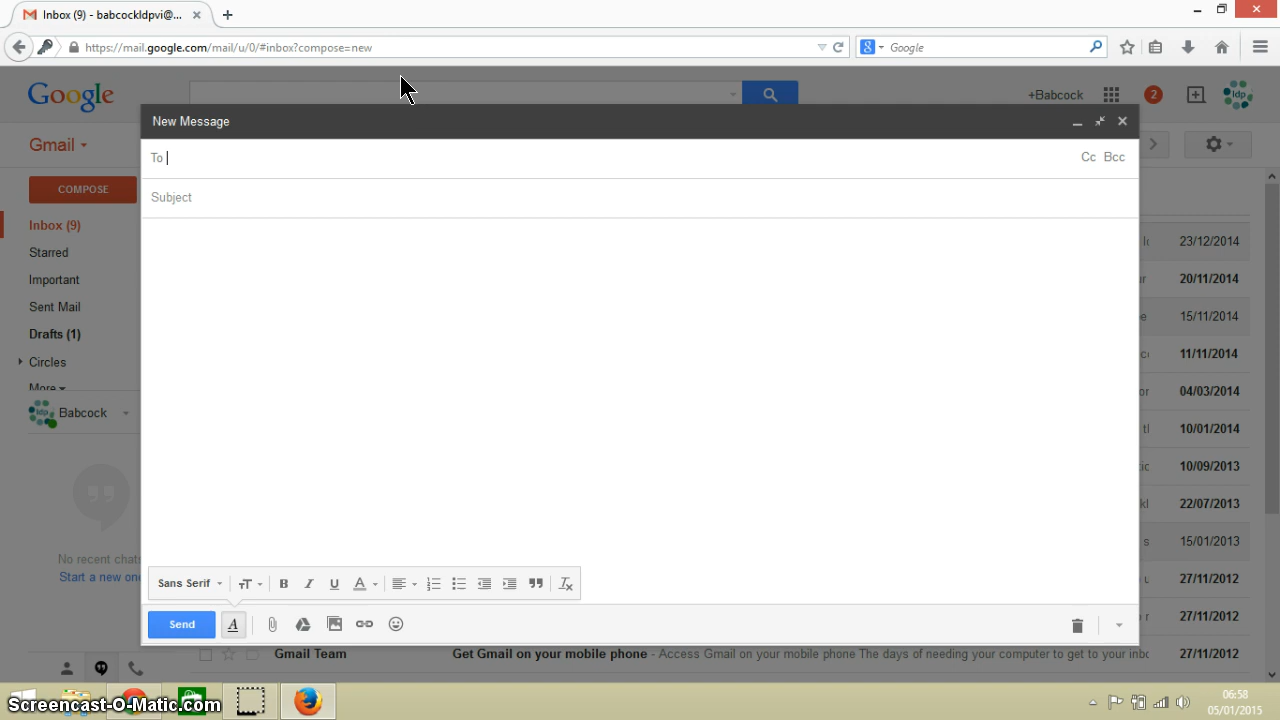 Inbox (9) - babcockldpvi@...
https://mail.google.com/mail/u/0/#inbox?compose=new
Google
Google
+Babcock
2
ldp
New Message
Gmail
To
Cc Bcc
COMPOSE
Subject
Inbox (9)
Starred
23/12/2014
Important
20/11/2014
Sent Mail
15/11/2014
Drafts (1)
11/11/2014
Circles
More
04/03/2014
ldp
Babcock
10/01/2014
10/09/2013
22/07/2013
15/01/2013
No recent chats
Start a new on
Sans Serif
27/11/2012
27/11/2012
Send
Gmail Team
Get Gmail on your mobile phone - Access Gmail on your mobile phone The days of needing your computer to get to your inbo
27/11/2012
Screencast-O-Matic.com
06:58
05/01/2015